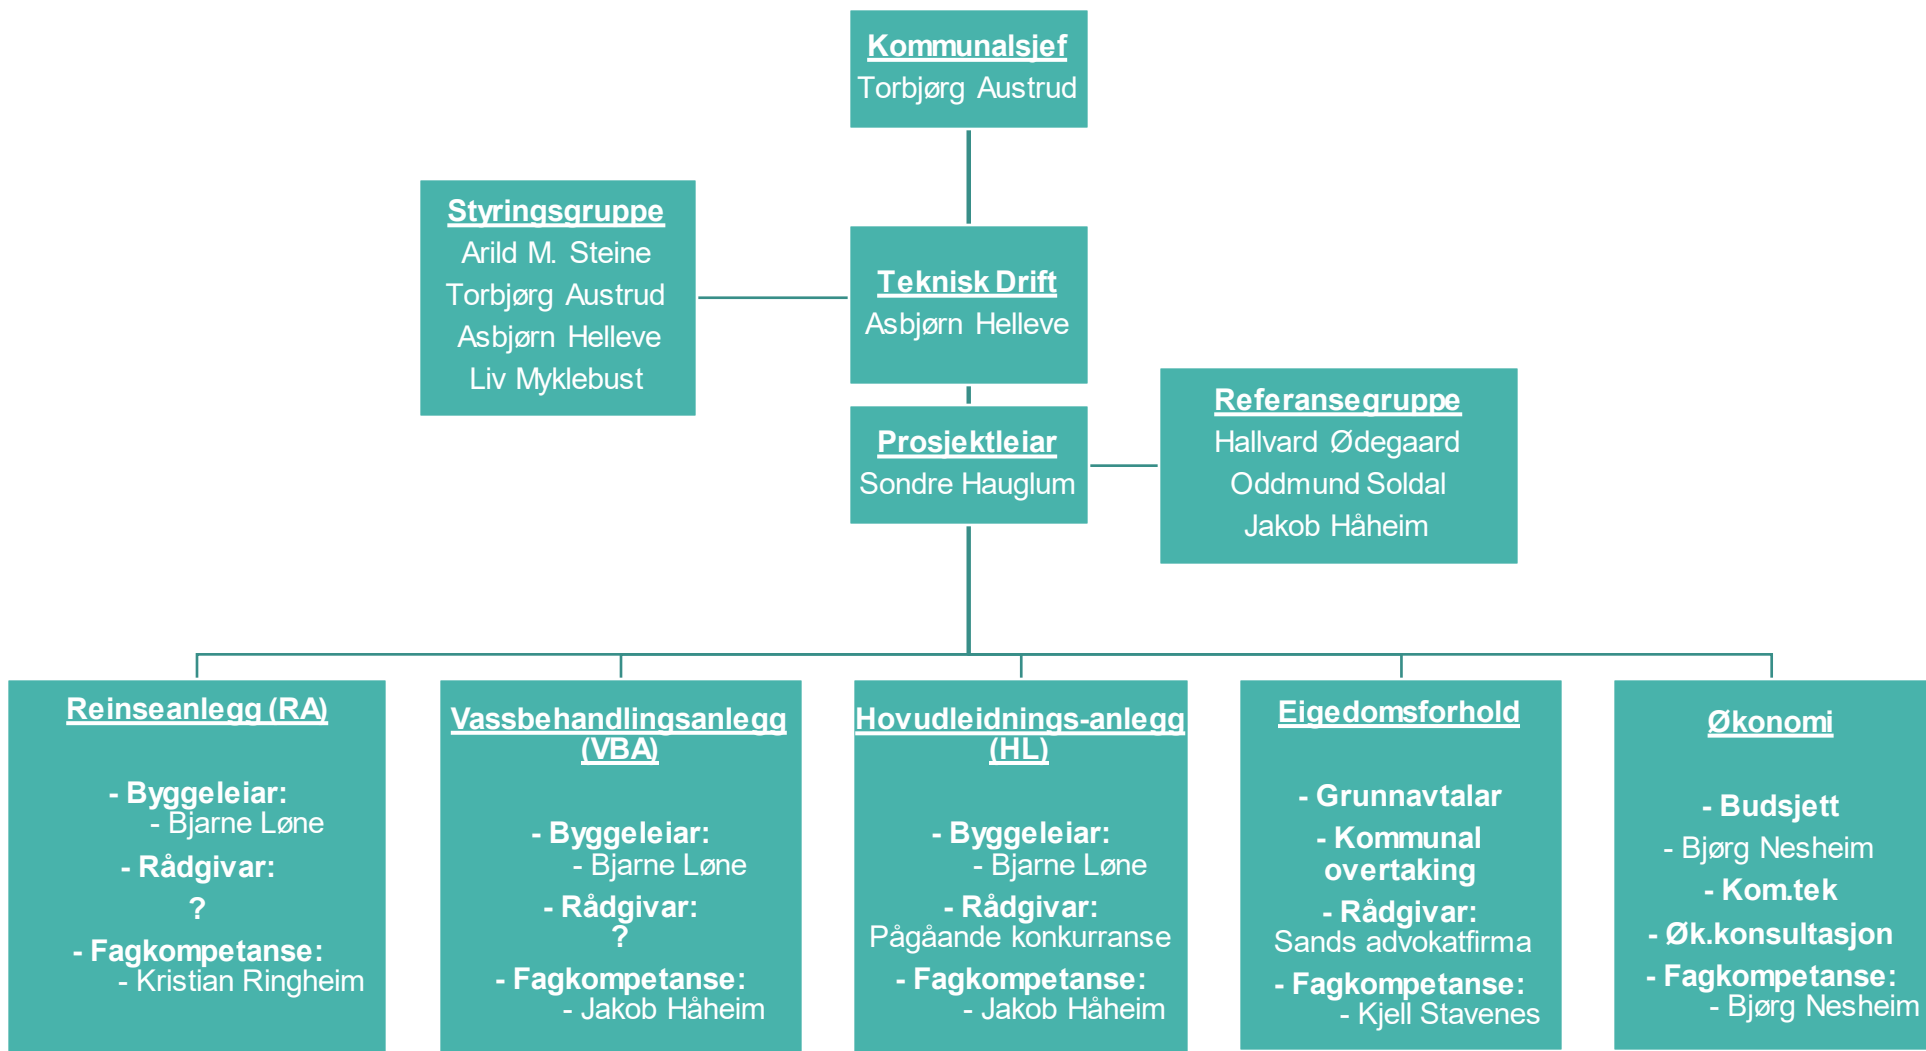 Kommunalsjef
Torbjørg Austrud
Styringsgruppe
Arild M. Steine
Torbjørg Austrud
Asbjørn Helleve
Liv Myklebust
Teknisk Drift
Asbjørn Helleve
Prosjektleiar
Sondre Hauglum
Referansegruppe
Hallvard Ødegaard
Oddmund Soldal
Jakob Håheim
Reinseanlegg (RA)
- Byggeleiar:
- Bjarne Løne
- Rådgivar:
?
- Fagkompetanse:
- Kristian Ringheim
Vassbehandlingsanlegg
(VBA)
- Byggeleiar:
- Bjarne Løne
- Rådgivar:
?
- Fagkompetanse:
- Jakob Håheim
Hovudleidnings-anlegg
(HL)
- Byggeleiar:
- Bjarne Løne
- Rådgivar:
Pågåande konkurranse
- Fagkompetanse:
- Jakob Håheim
Eigedomsforhold
- Grunnavtalar
- Kommunal
overtaking
- Rådgivar:
Sands advokatfirma
- Fagkompetanse:
- Kjell Stavenes
Økonomi
- Budsjett
- Bjørg Nesheim
- Kom.tek
- Øk.konsultasjon
- Fagkompetanse:
- Bjørg Nesheim